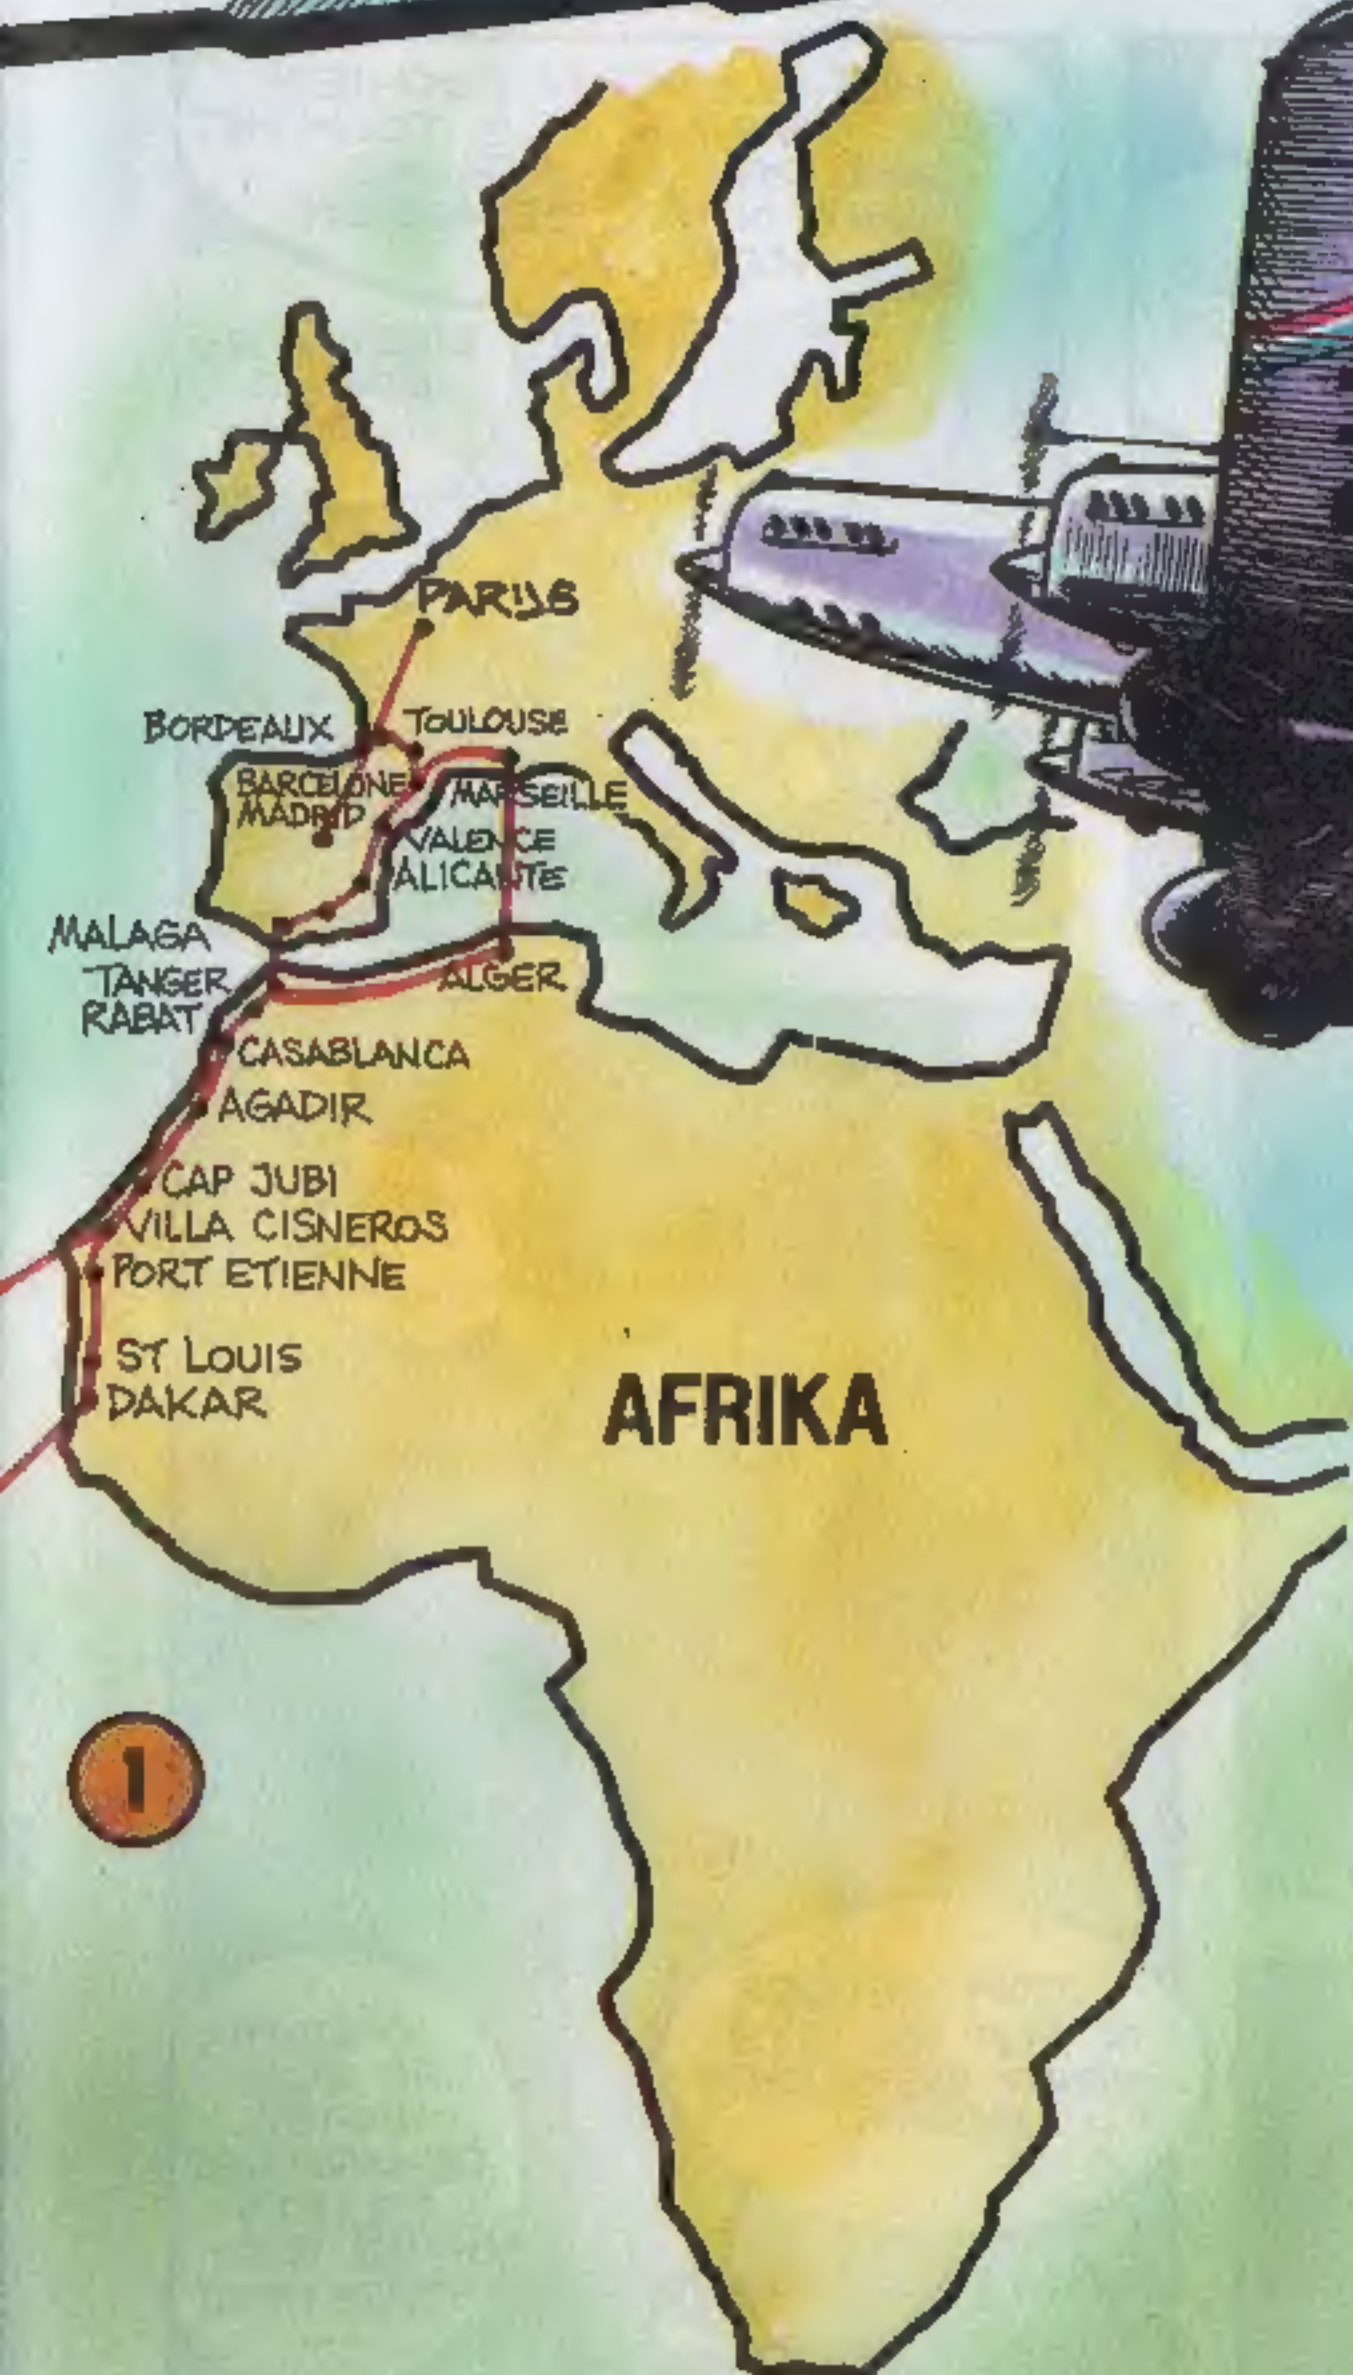 PARIJS
BORDEAUX
TOULOUSE
BARCELONE
MARSEILLE
MADRID
VALENCE
ALICANTE
MALAGA
TANGER
ALGER
RABAT
CASABLANCA
AGADIR
CAP JUBI
VILLA CISNEROS
PORT ETIENNE
ST LOUIS
DAKAR
AFRIKA
1